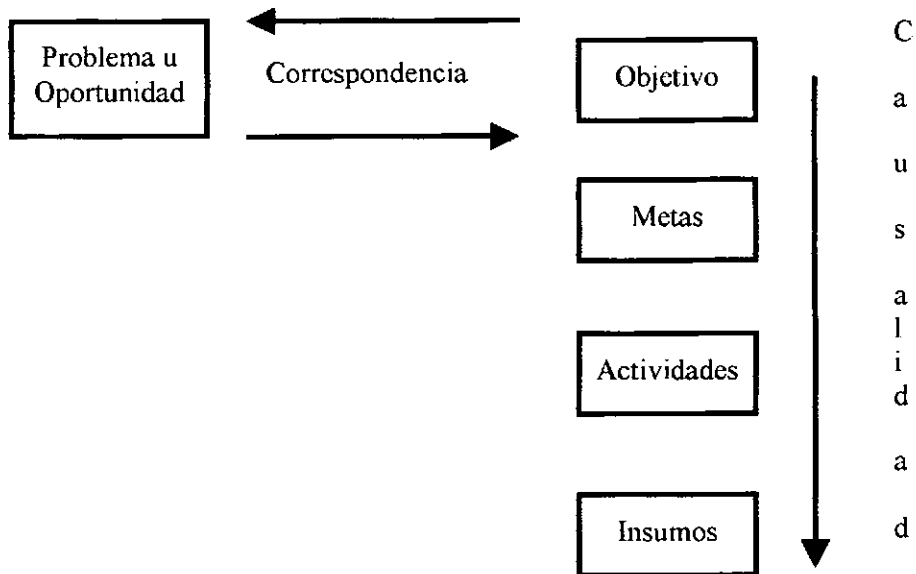 Problema u
Oportunidad
Correspondencia
Objetivo
Metas
Actividades
Insumos
C
a
u
s
a
l
i
d
a
d